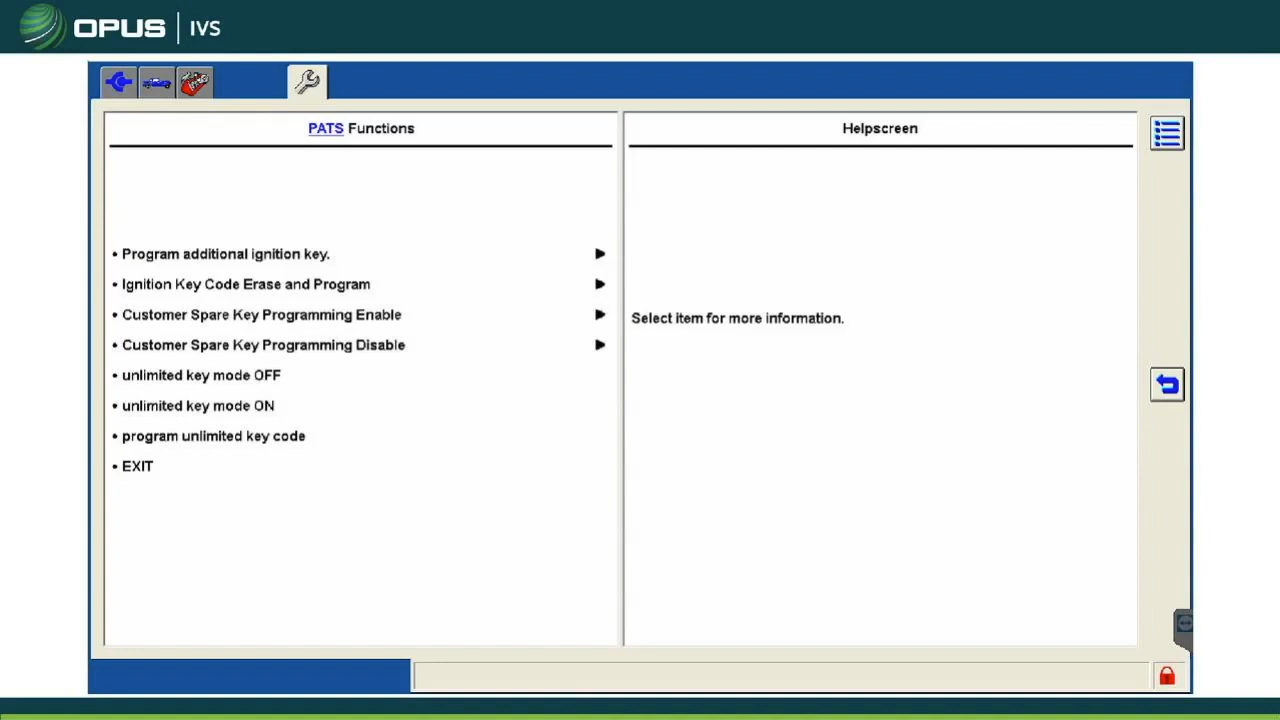 OPUS | IVS
PATS Functions
• Program additional ignition key.
• Ignition Key Code Erase and Program
• Customer Spare Key Programming Enable
• Customer Spare Key Programming Disable
• unlimited key mode OFF
• unlimited key mode ON
• program unlimited key code
• EXIT
Helpscreen
Select item for more information.